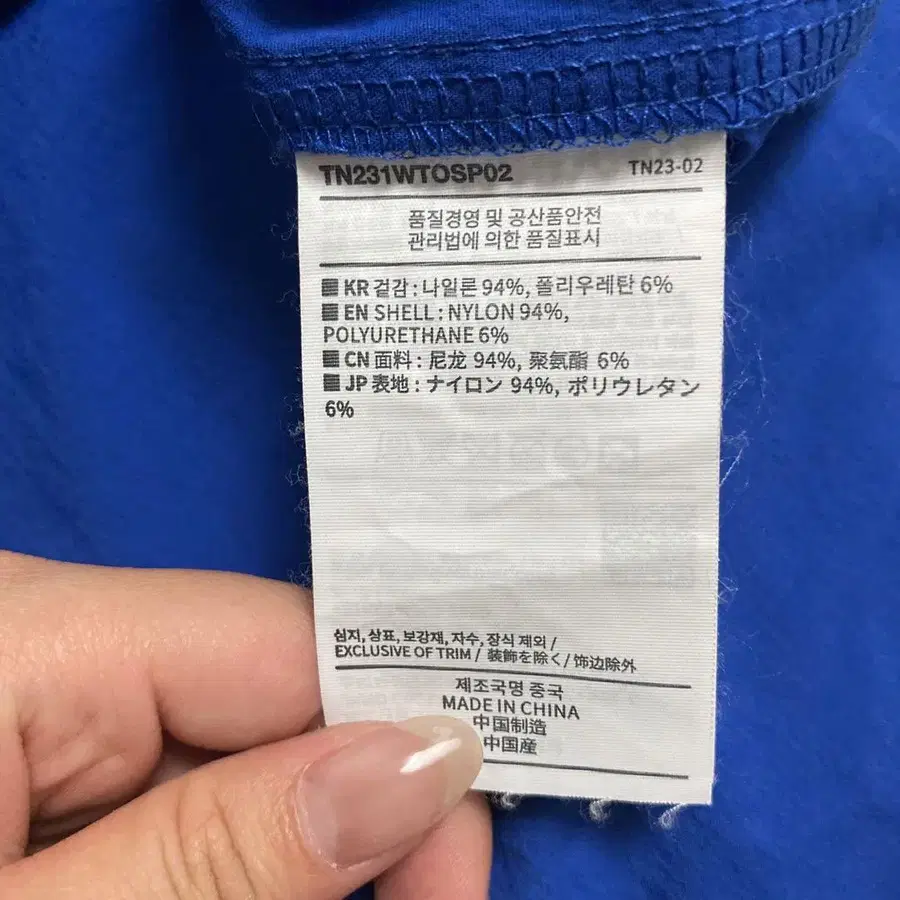 TN231WTOSP02 TN23-02
품질경영 및 공산품안전
관리법에 의한 품질표시
KR 겉감 : 나일론 94%, 폴리우레탄 6%
EN SHELL : NYLON 94%,
POLYURETHANE 6%
CN 面料 : 尼龙 94%, 聚氨酯 6%
JP 表地 : ナイロン 94%, ポリウレタン
6%
심지, 상표, 보강재, 자수, 장식 제외 /
EXCLUSIVE OF TRIM / 装飾を除く / 饰边除外
제조국명 중국
MADE IN CHINA
中国制造
中国産